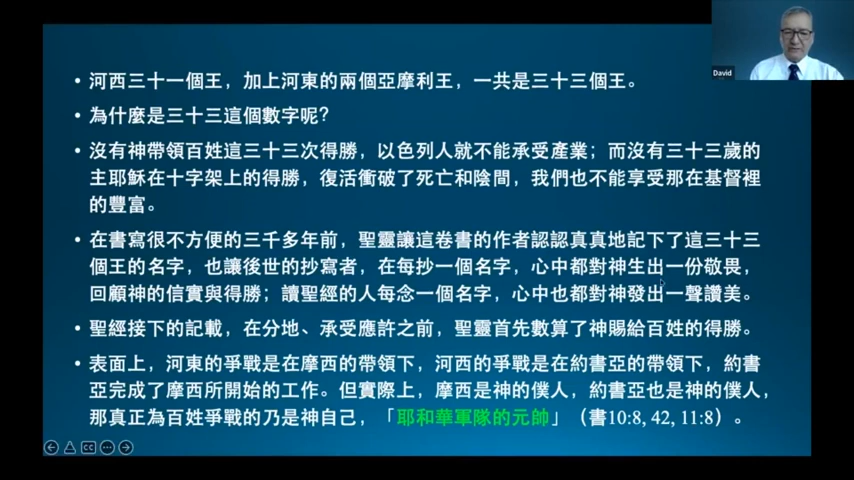 David
• 河西三十一個王，加上河東的兩個亞摩利王，一共是三十三個王。
• 為什麼是三十三這個數字呢?
• 沒有神帶領百姓這三十三次得勝，以色列人就不能承受產業；而沒有三十三歲的
主耶穌在十字架上的得勝，復活衝破了死亡和陰間，我們也不能享受那在基督裡
的豐富。
• 在書寫很不方便的三千多年前，聖靈讓這卷書的作者認認真真地記下了這三十三
個王的名字，也讓後世的抄寫者，在每抄一個名字，心中都對神生出一份敬畏，
回顧神的信實與得勝；讀聖經的人每念一個名字，心中也都對神發出一聲讚美。
• 聖經接下的記載，在分地、承受應許之前，聖靈首先數算了神賜給百姓的得勝。
• 表面上，河東的爭戰是在摩西的帶領下，河西的爭戰是在約書亞的帶領下，約書
亞完成了摩西所開始的工作。但實際上，摩西是神的僕人，約書亞也是神的僕人，
那真正為百姓爭戰的乃是神自己，「耶和華軍隊的元帥」（書10:8, 42, 11:8）。
CC